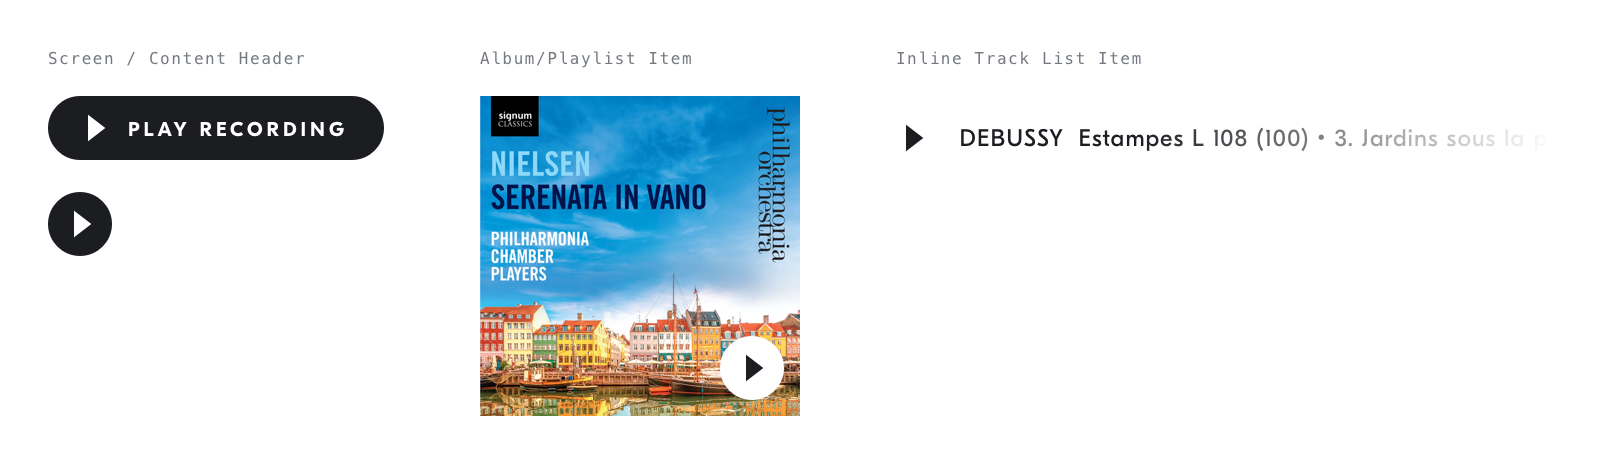 Screen / Content Header
PLAY RECORDING
Album/Playlist Item
signum
CLASSICS
NIELSEN
SERENATA IN VANO
PHILHARMONIA
CHAMBER
PLAYERS
philharmonia
orchestra
Inline Track List Item
DEBUSSY Estampes L 108 (100) • 3. Jardins sous la p